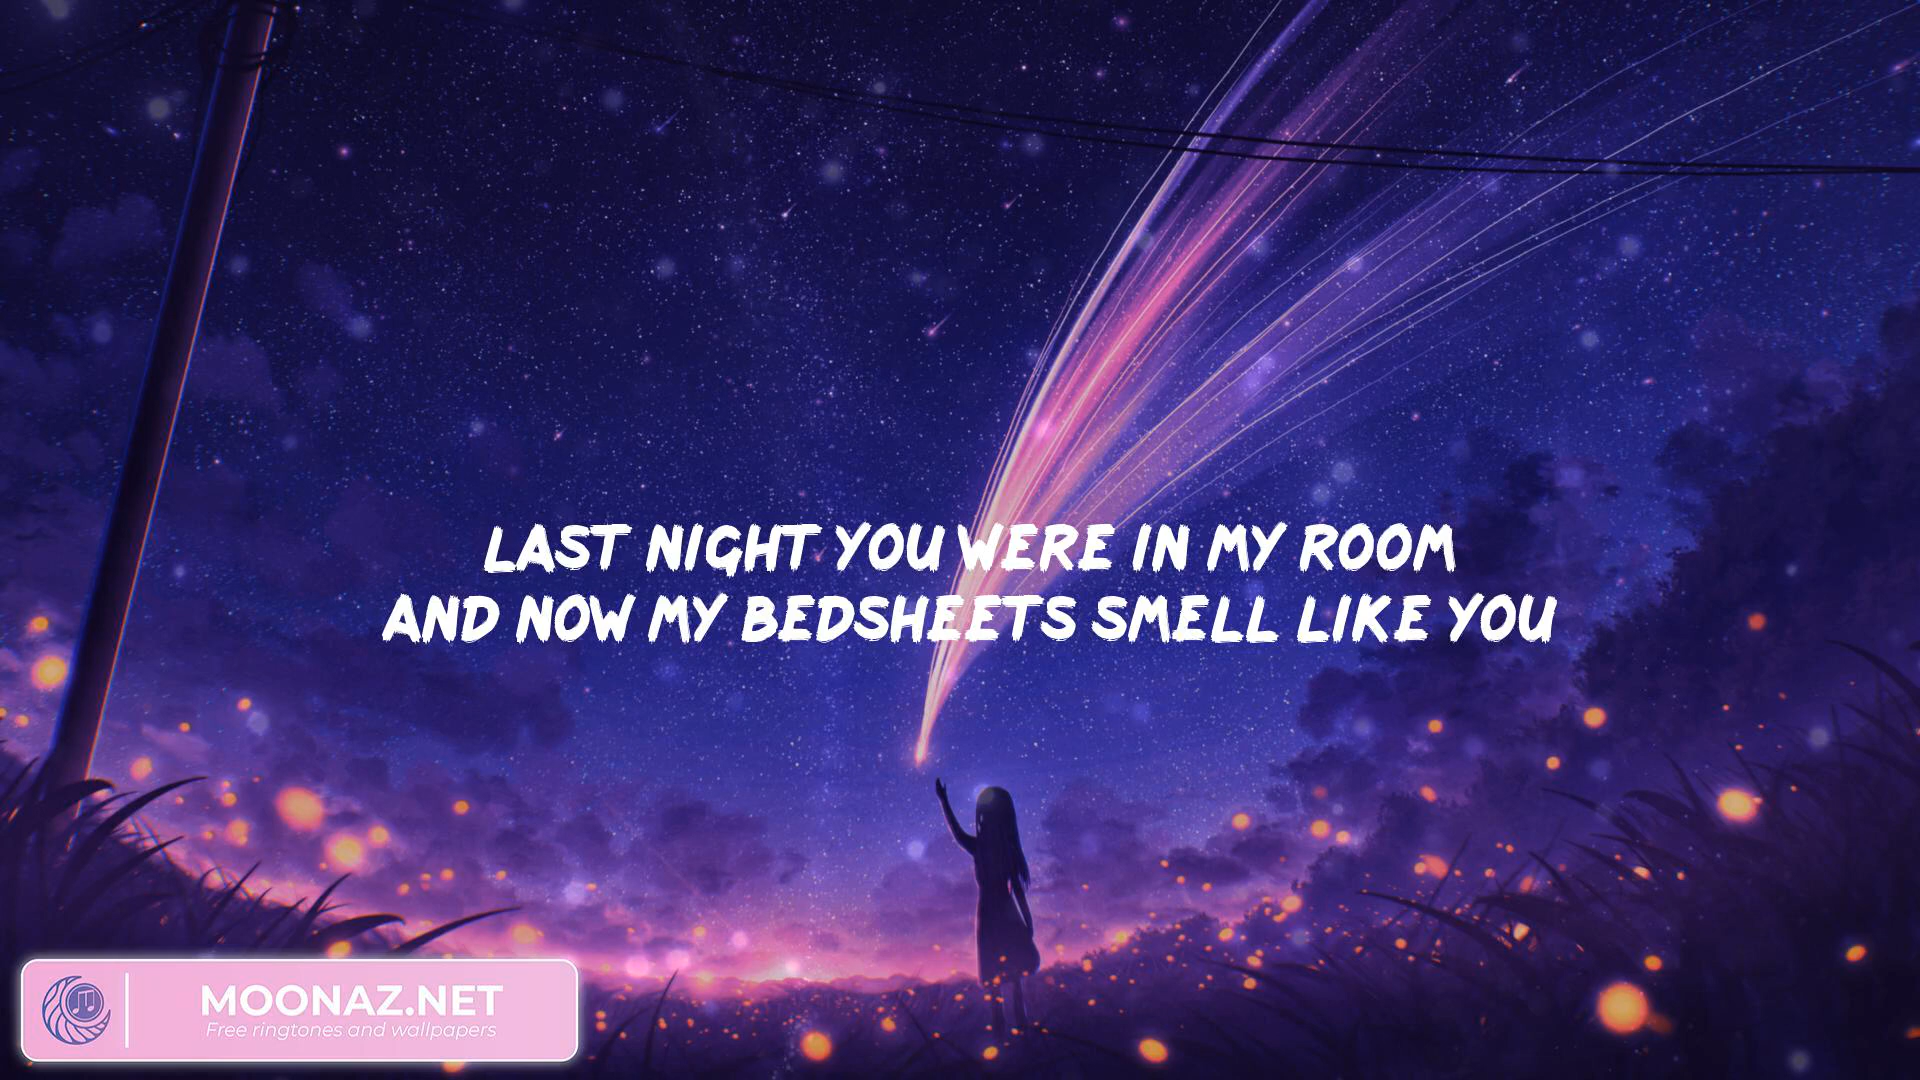 LAST NIGHT YOU WERE IN MY ROOM
AND NOW MY BEDSHEETS SMELL LIKE YOU
MOONAZ.NET
Free ringtones and wallpapers